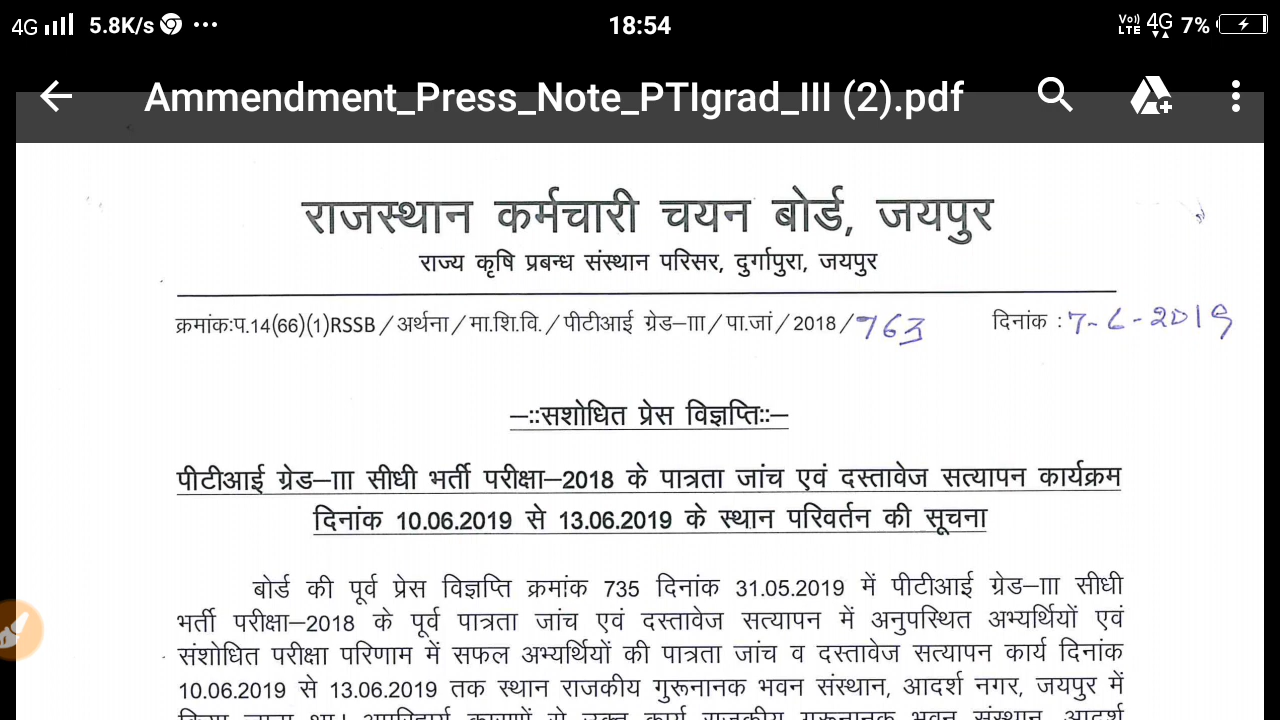 4G 5.8K/s ... 18:54 Vo)) LTE 4G 7%
Ammendment_Press_Note_PTIgrad_III (2).pdf
राजस्थान कर्मचारी चयन बोर्ड, जयपुर
राज्य कृषि प्रबन्ध संस्थान परिसर, दुर्गापुरा, जयपुर
क्रमांकःप.14(66)(1)RSSB/अर्थना/मा.शि.वि./पीटीआई ग्रेड–III/पा.जां/2018/763 दिनांक :7-6-2019
–::सशोधित प्रेस विज्ञप्ति::–
पीटीआई ग्रेड–III सीधी भर्ती परीक्षा–2018 के पात्रता जांच एवं दस्तावेज सत्यापन कार्यक्रम
दिनांक 10.06.2019 से 13.06.2019 के स्थान परिवर्तन की सूचना
बोर्ड की पूर्व प्रेस विज्ञप्ति क्रमांक 735 दिनांक 31.05.2019 में पीटीआई ग्रेड–III सीधी
भर्ती परीक्षा–2018 के पूर्व पात्रता जांच एवं दस्तावेज सत्यापन में अनुपस्थित अभ्यर्थियों एवं
संशोधित परीक्षा परिणाम में सफल अभ्यर्थियों की पात्रता जांच व दस्तावेज सत्यापन कार्य दिनांक
10.06.2019 से 13.06.2019 तक स्थान राजकीय गुरूनानक भवन संस्थान, आदर्श नगर, जयपुर में